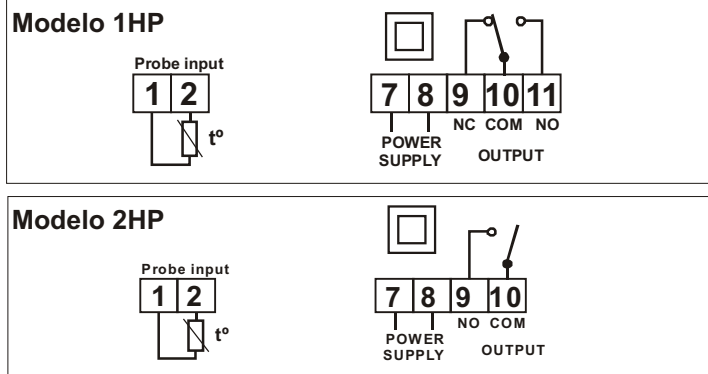 Modelo 1HP
Probe input
1 2
tº
7 8 9 10 11
NC COM NO
POWER
SUPPLY
OUTPUT
Modelo 2HP
Probe input
1 2
tº
7 8 9 10
NO COM
POWER
SUPPLY
OUTPUT